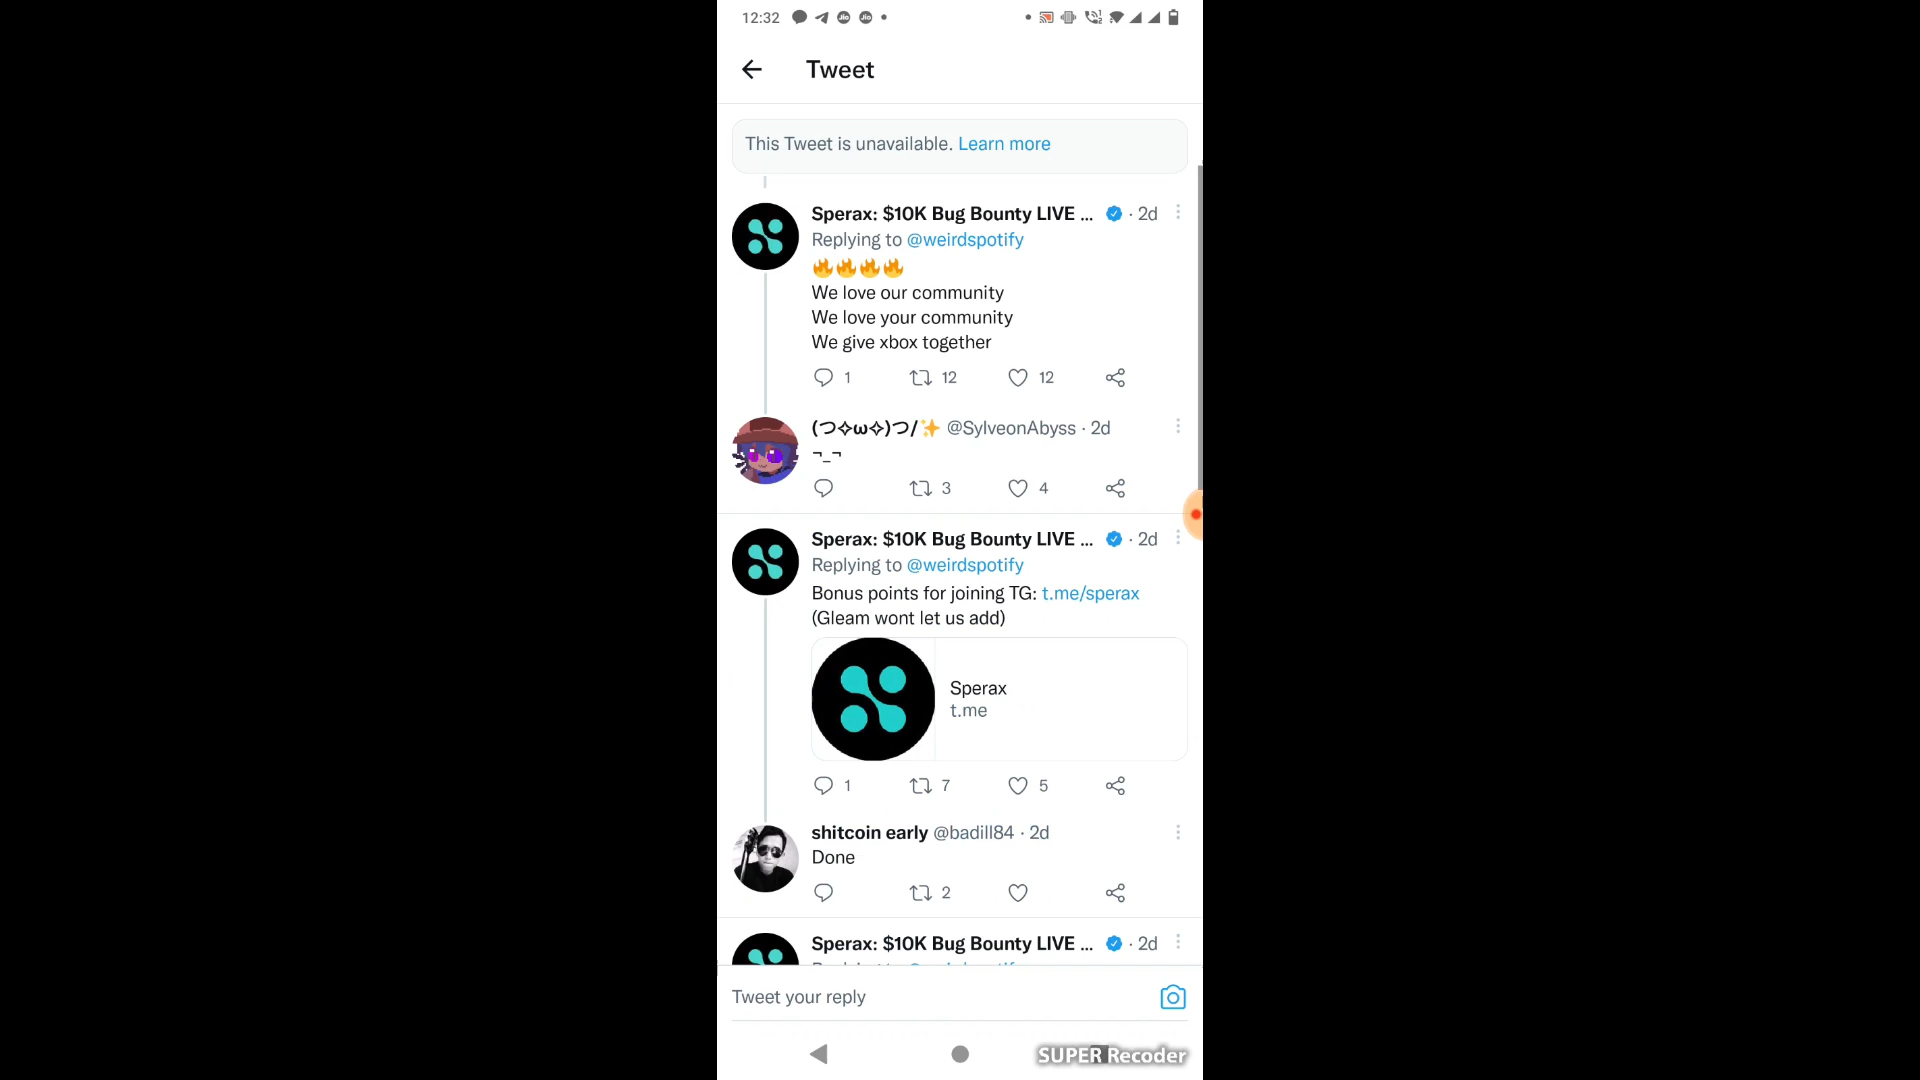 12:32
Tweet
This Tweet is unavailable. Learn more
Sperax: $10K Bug Bounty LIVE ... · 2d
Replying to @weirdspotify
🔥🔥🔥🔥
We love our community
We love your community
We give xbox together
1 12 12
(つ✧ω✧)つ/✨ @SylveonAbyss · 2d
¬_¬
3 4
Sperax: $10K Bug Bounty LIVE ... · 2d
Replying to @weirdspotify
Bonus points for joining TG: t.me/sperax
(Gleam wont let us add)
Sperax
t.me
1 7 5
shitcoin early @badill84 · 2d
Done
2
Sperax: $10K Bug Bounty LIVE ... · 2d
Tweet your reply
SUPER Recoder